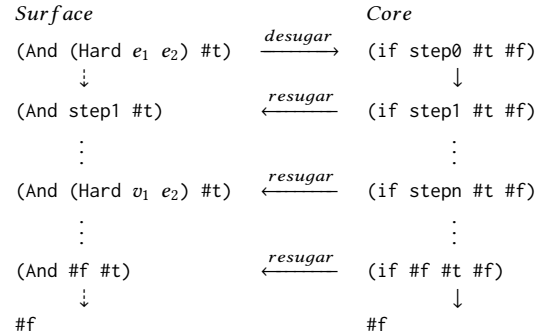 Surface Core
(And (Hard e₁ e₂) #t) desugar (if step0 #t #f)
(And step1 #t) resugar (if step1 #t #f)
(And (Hard v₁ e₂) #t) resugar (if stepn #t #f)
(And #f #t) resugar (if #f #t #f)
#f #f